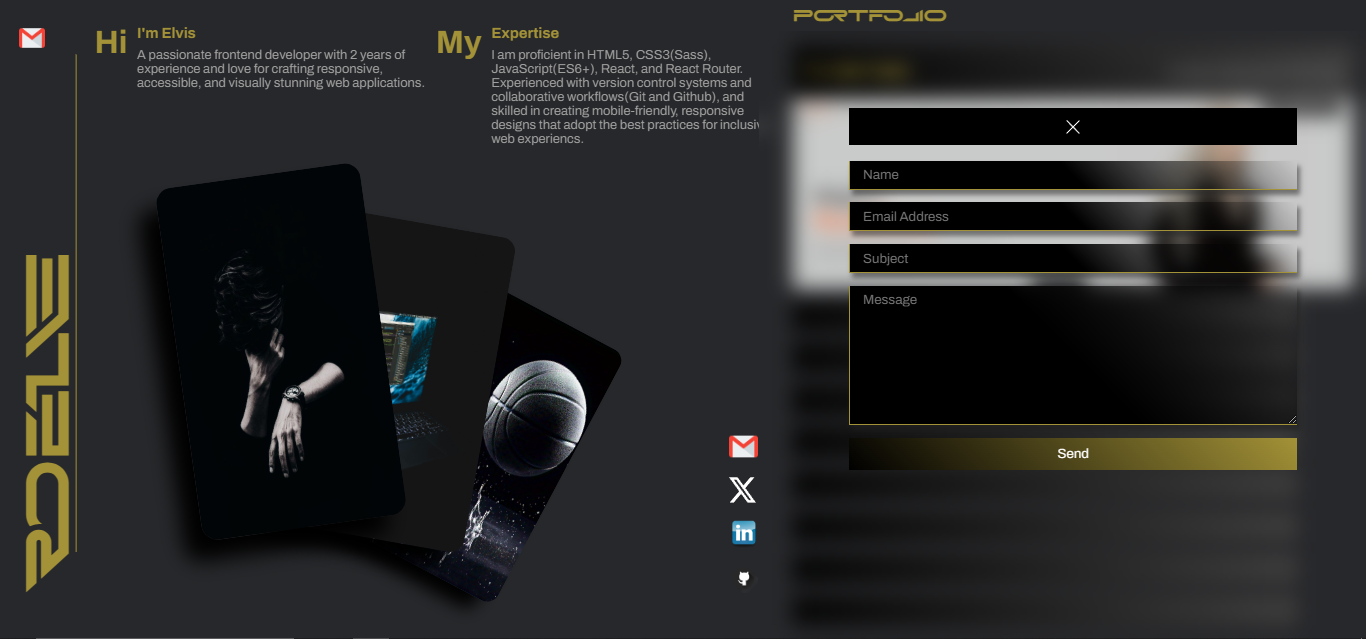 Hi
I'm Elvis
A passionate frontend developer with 2 years of
experience and love for crafting responsive,
accessible, and visually stunning web applications.
My
Expertise
I am proficient in HTML5, CSS3(Sass),
JavaScript(ES6+), React, and React Router.
Experienced with version control systems and
collaborative workflows(Git and Github), and
skilled in creating mobile-friendly, responsive
designs that adopt the best practices for inclusiv
web experiencs.
PORTFOLIO
Name
Email Address
Subject
Message
Send
in